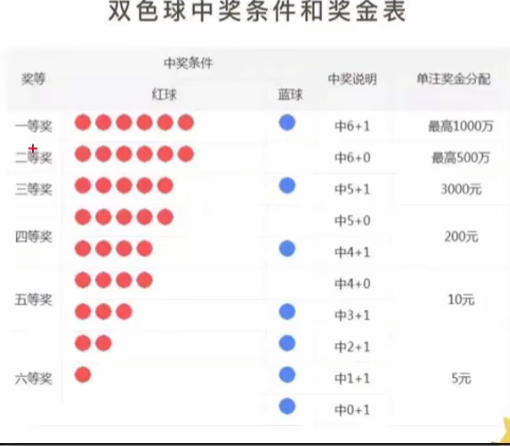 双色球中奖条件和奖金表
奖等 中奖条件 中奖说明 单注奖金分配
红球 蓝球
一等奖 中6+1 最高1000万
二等奖 中6+0 最高500万
三等奖 中5+1 3000元
四等奖 中5+0 200元
中4+1
五等奖 中4+0 10元
中3+1
六等奖 中2+1 5元
中1+1
中0+1